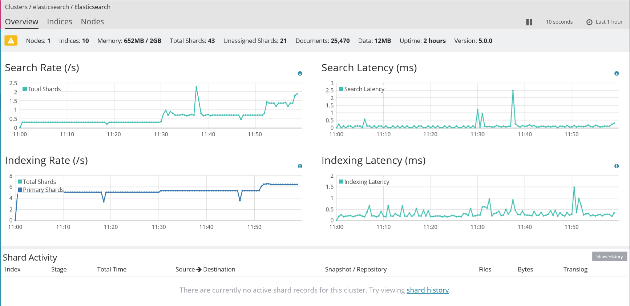 Clusters / elasticsearch / Elasticsearch
Overview Indices Nodes
10 seconds Last 1 hour
Nodes: 1 Indices: 10 Memory: 652MB / 2GB Total Shards: 43 Unassigned Shards: 21 Documents: 25,470 Data: 12MB Uptime: 2 hours Version: 5.0.0
Search Rate (/s)
2.5
2
1.5
1
0.5
0
Total Shards
11:00 11:10 11:20 11:30 11:40 11:50
Search Latency (ms)
3
2.5
2
1.5
1
0.5
0
Search Latency
11:00 11:10 11:20 11:30 11:40 11:50
Indexing Rate (/s)
8
6
4
2
0
Total Shards
Primary Shards
11:00 11:10 11:20 11:30 11:40 11:50
Indexing Latency (ms)
2
1.5
1
0.5
0
Indexing Latency
11:00 11:10 11:20 11:30 11:40 11:50
Shard Activity
Show History
Index Stage Total Time Source → Destination Snapshot / Repository Files Bytes Translog
There are currently no active shard records for this cluster. Try viewing shard history.